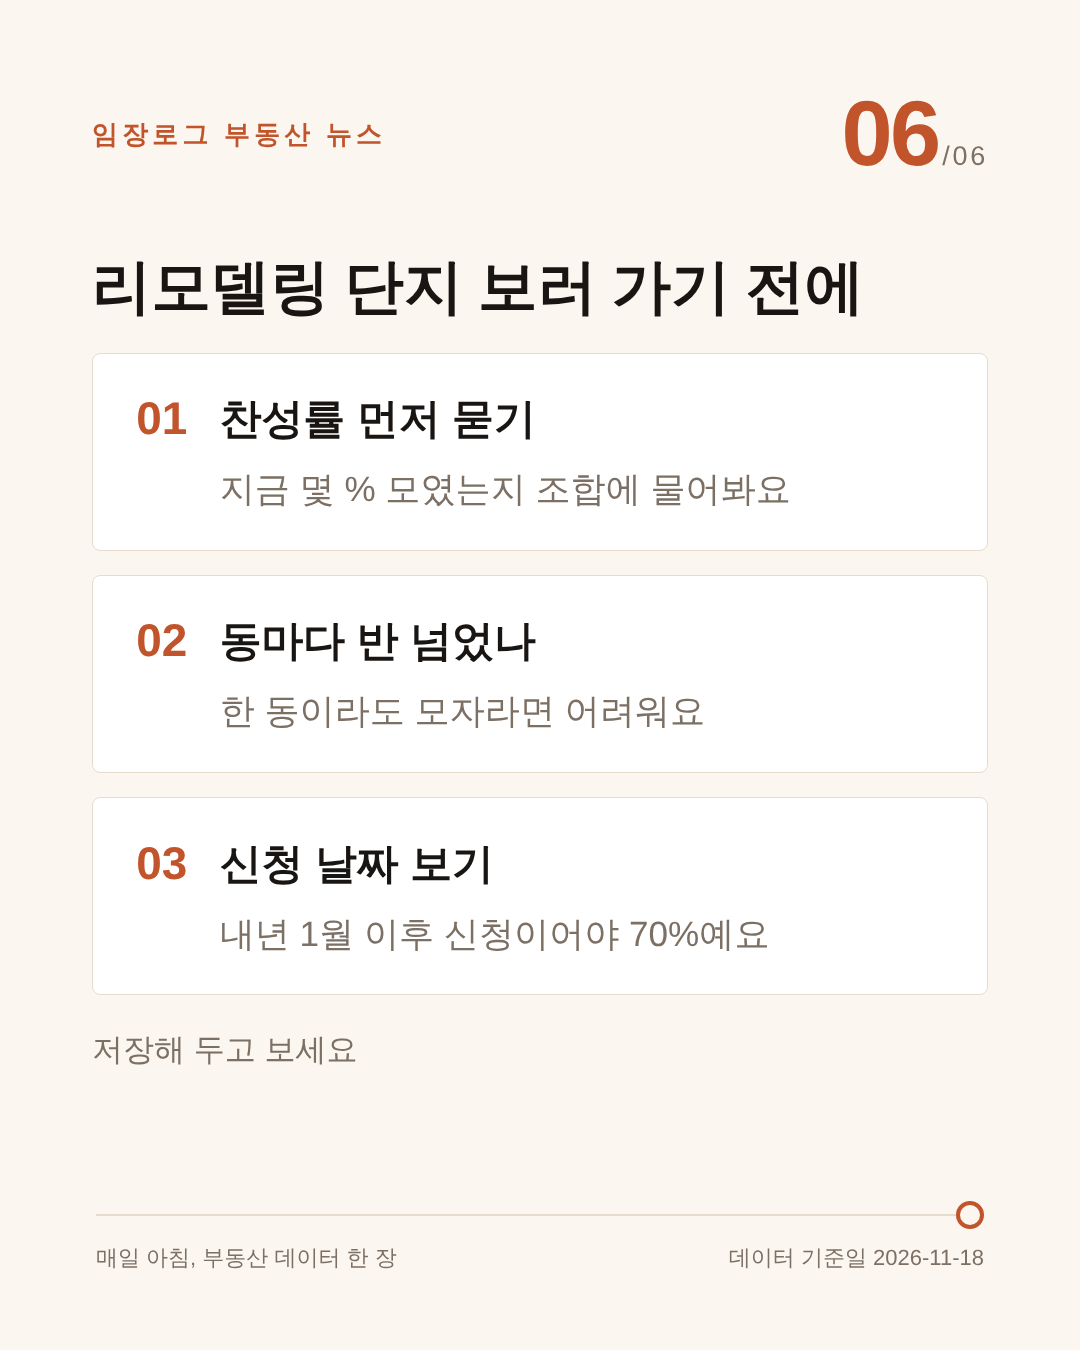 임장로그 부동산 뉴스
06/06
리모델링 단지 보러 가기 전에
01 찬성률 먼저 묻기
지금 몇 % 모였는지 조합에 물어봐요
02 동마다 반 넘었나
한 동이라도 모자라면 어려워요
03 신청 날짜 보기
내년 1월 이후 신청이어야 70%예요
저장해 두고 보세요
매일 아침, 부동산 데이터 한 장
데이터 기준일 2026-11-18